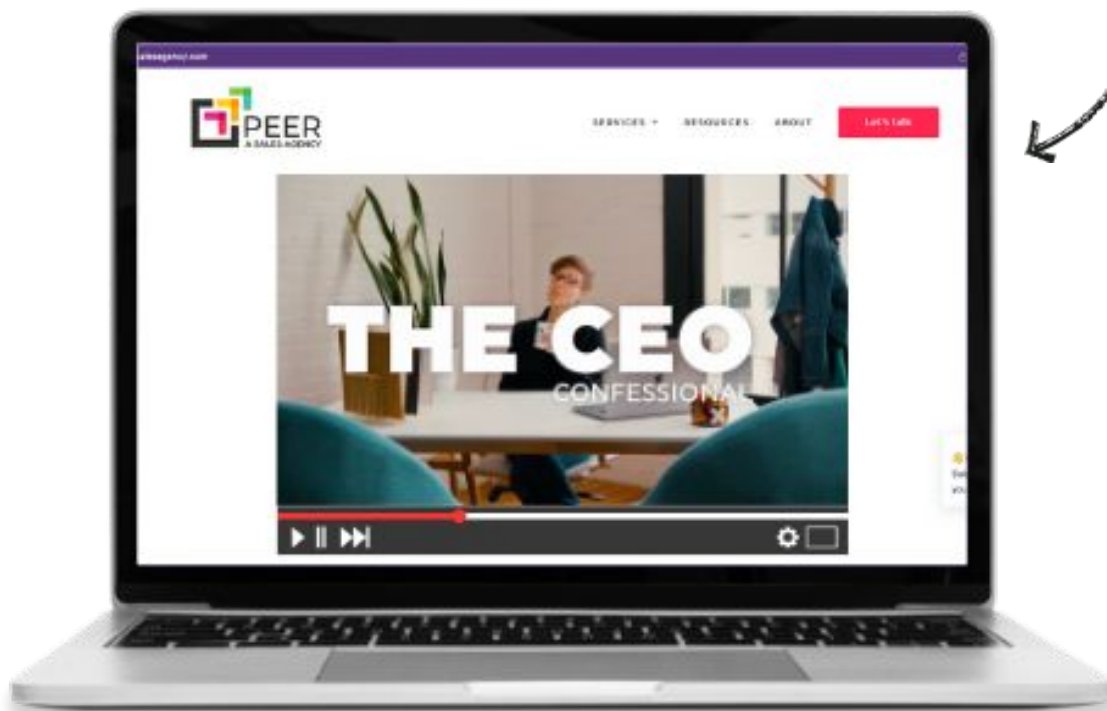 PEER
A SALES AGENCY
SERVICES
RESOURCES
ABOUT
Let's talk
THE CEO
CONFESSIONAL